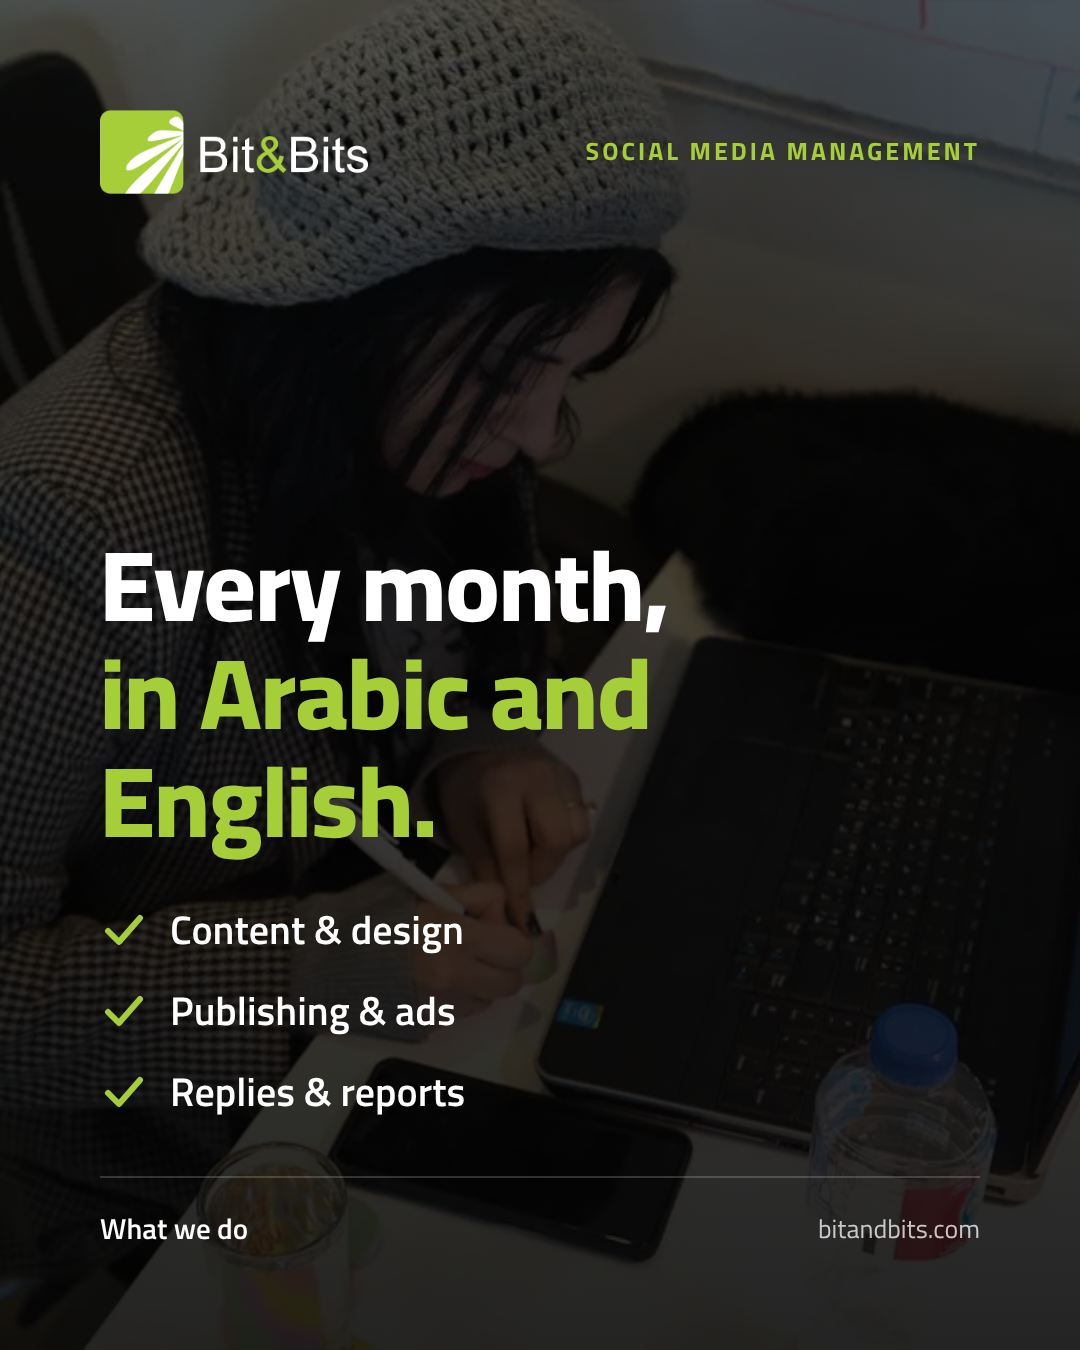 Bit&Bits
SOCIAL MEDIA MANAGEMENT
Every month,
in Arabic and
English.
Content & design
Publishing & ads
Replies & reports
What we do
bitandbits.com